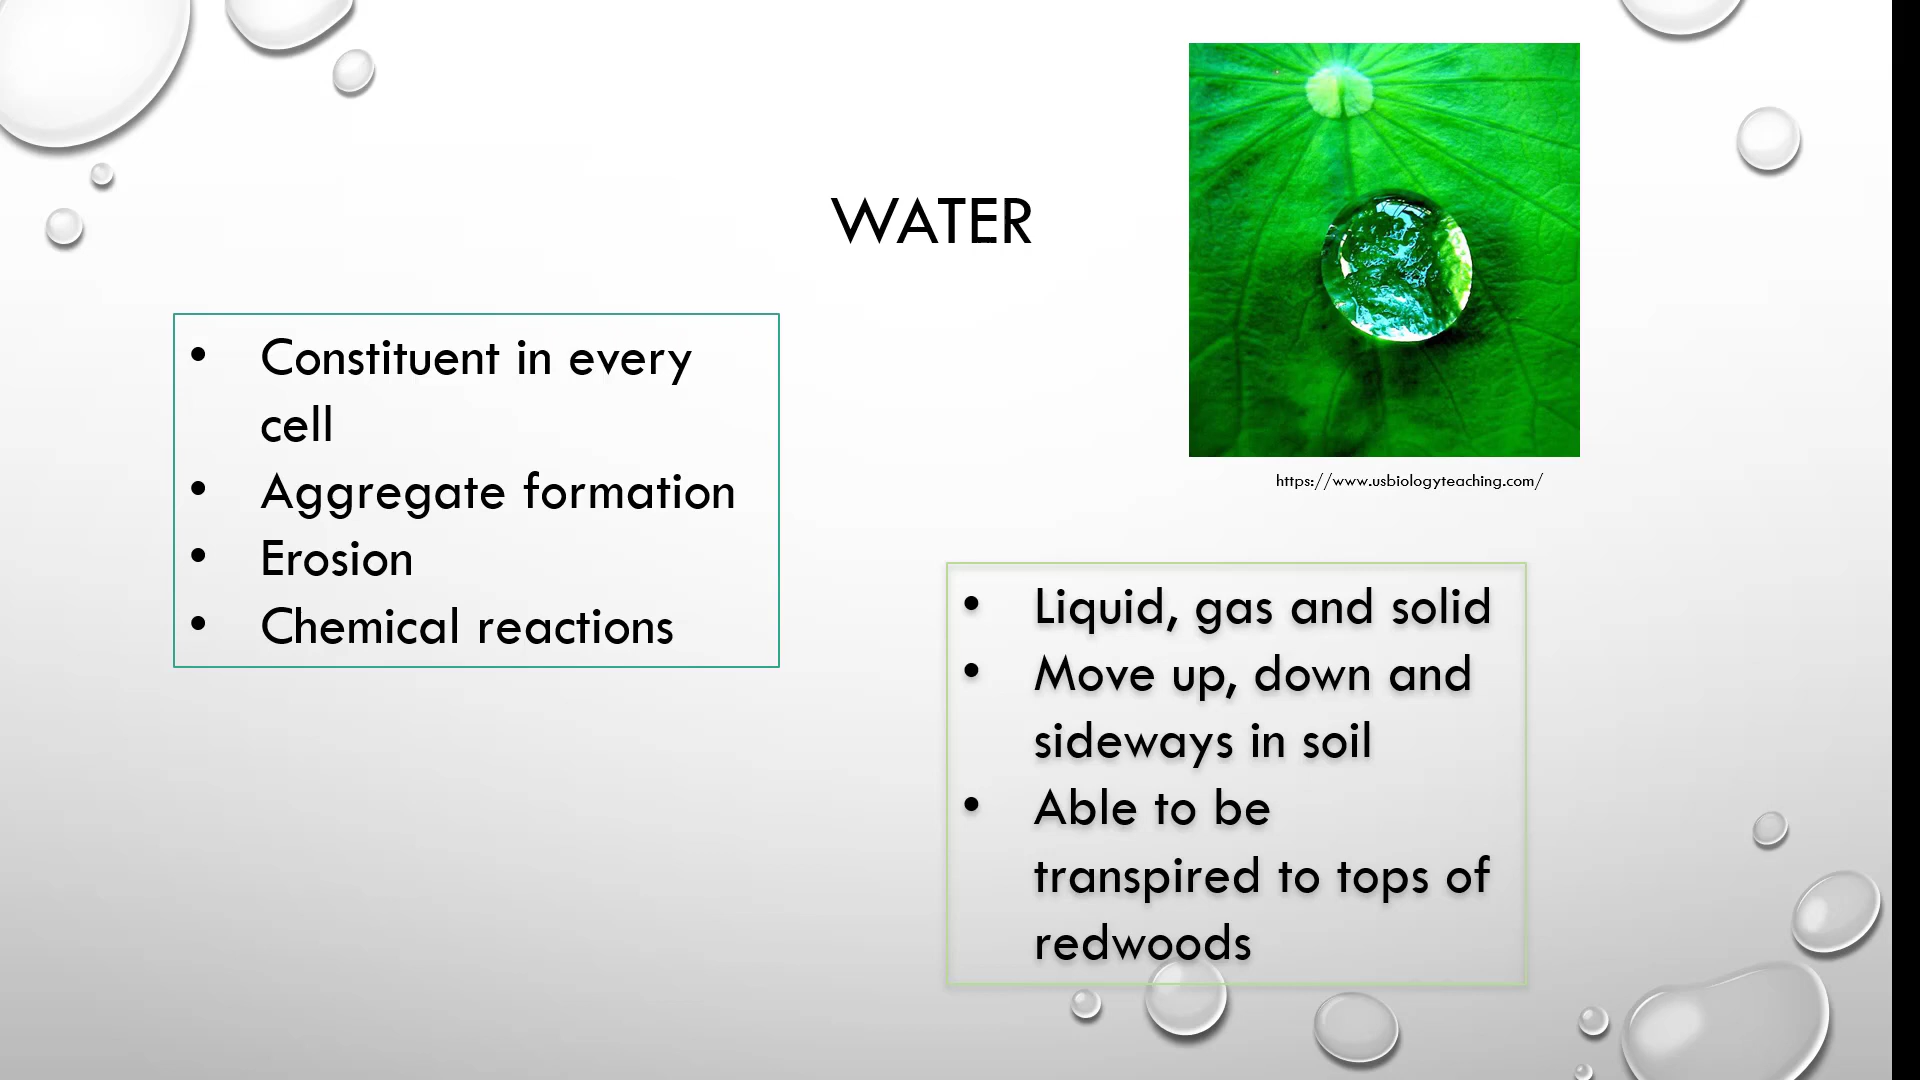 WATER
• Constituent in every
cell
• Aggregate formation
• Erosion
• Chemical reactions
https://www.usbiologyteaching.com/
• Liquid, gas and solid
• Move up, down and
sideways in soil
• Able to be
transpired to tops of
redwoods